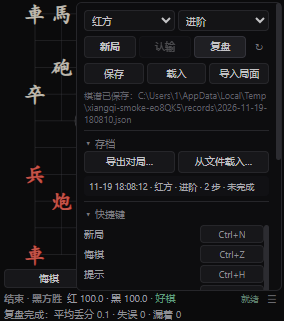 車 馬
砲
卒
兵
炮
車
悔棋
红方 进阶
新局 认输 复盘 ↻
保存 载入 导入局面
棋谱已保存：C:\Users\1\AppData\Local\Temp
\xiangqi-smoke-eo8QK5\records\2026-11-19-
180810.json
▾ 存档
导出对局… 从文件载入…
11-19 18:08:12 · 红方 · 进阶 · 2 步 · 未完成
▾ 快捷键
新局 Ctrl+N
悔棋 Ctrl+Z
提示 Ctrl+H
结束 · 黑方胜 红 100.0 · 黑 100.0 · 好棋 就绪 ☰
复盘完成：平均丢分 0.1 · 失误 0 · 漏着 0